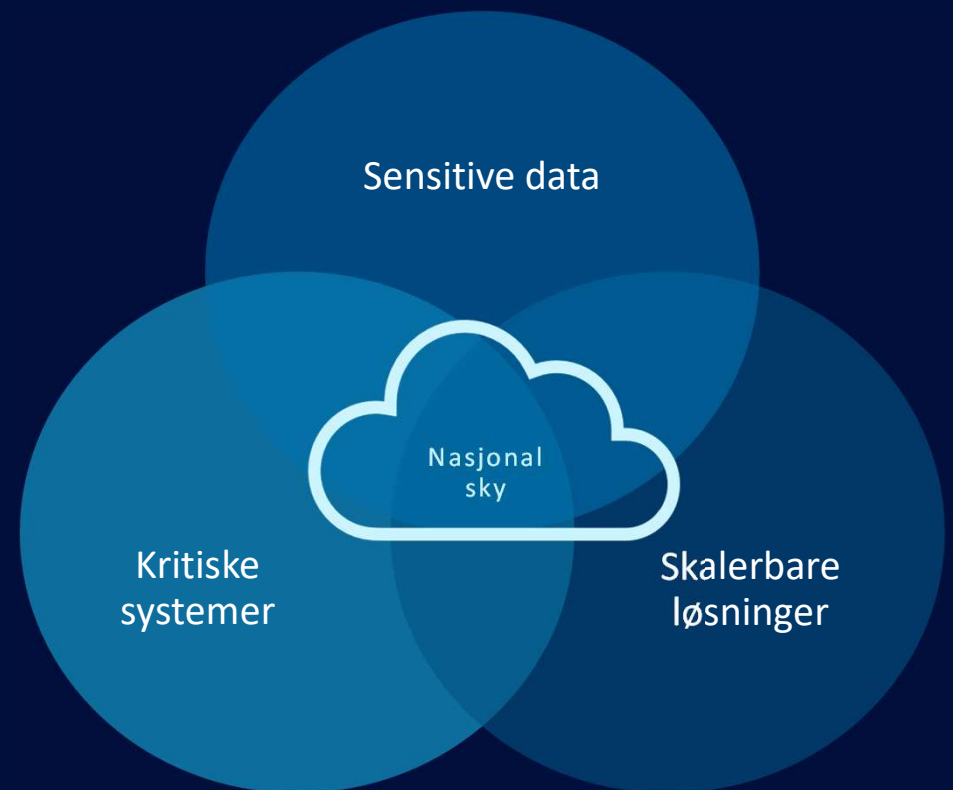 Sensitive data
Nasjonal
sky
Kritiske
systemer
Skalerbare
løsninger